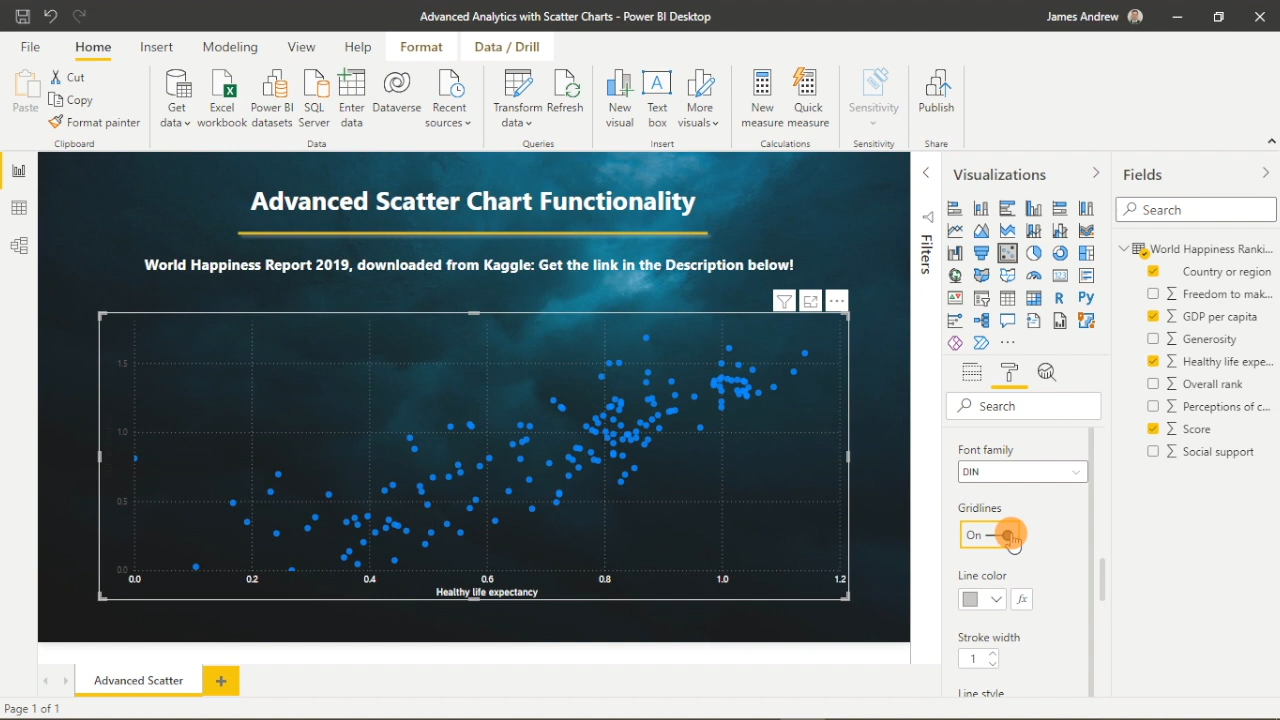 Advanced Analytics with Scatter Charts - Power BI Desktop
James Andrew
File Home Insert Modeling View Help Format Data / Drill
Paste
Cut
Copy
Format painter
Clipboard
Get data
Excel workbook
Power BI datasets
SQL Server
Enter data
Dataverse
Recent sources
Data
Transform data
Refresh
Queries
New visual
Text box
More visuals
Insert
New measure
Quick measure
Calculations
Sensitivity
Sensitivity
Publish
Share
Advanced Scatter Chart Functionality
World Happiness Report 2019, downloaded from Kaggle: Get the link in the Description below!
1.5
1.0
0.5
0.0
0.0 0.2 0.4 0.6 0.8 1.0 1.2
Healthy life expectancy
Filters
Visualizations
123
R
Py
Search
Font family
DIN
Gridlines
On
Line color
fx
Stroke width
1
Line style
Fields
Search
World Happiness Ranki...
Country or region
Σ Freedom to mak...
Σ GDP per capita
Σ Generosity
Σ Healthy life expe...
Σ Overall rank
Σ Perceptions of c...
Σ Score
Σ Social support
Advanced Scatter
Page 1 of 1